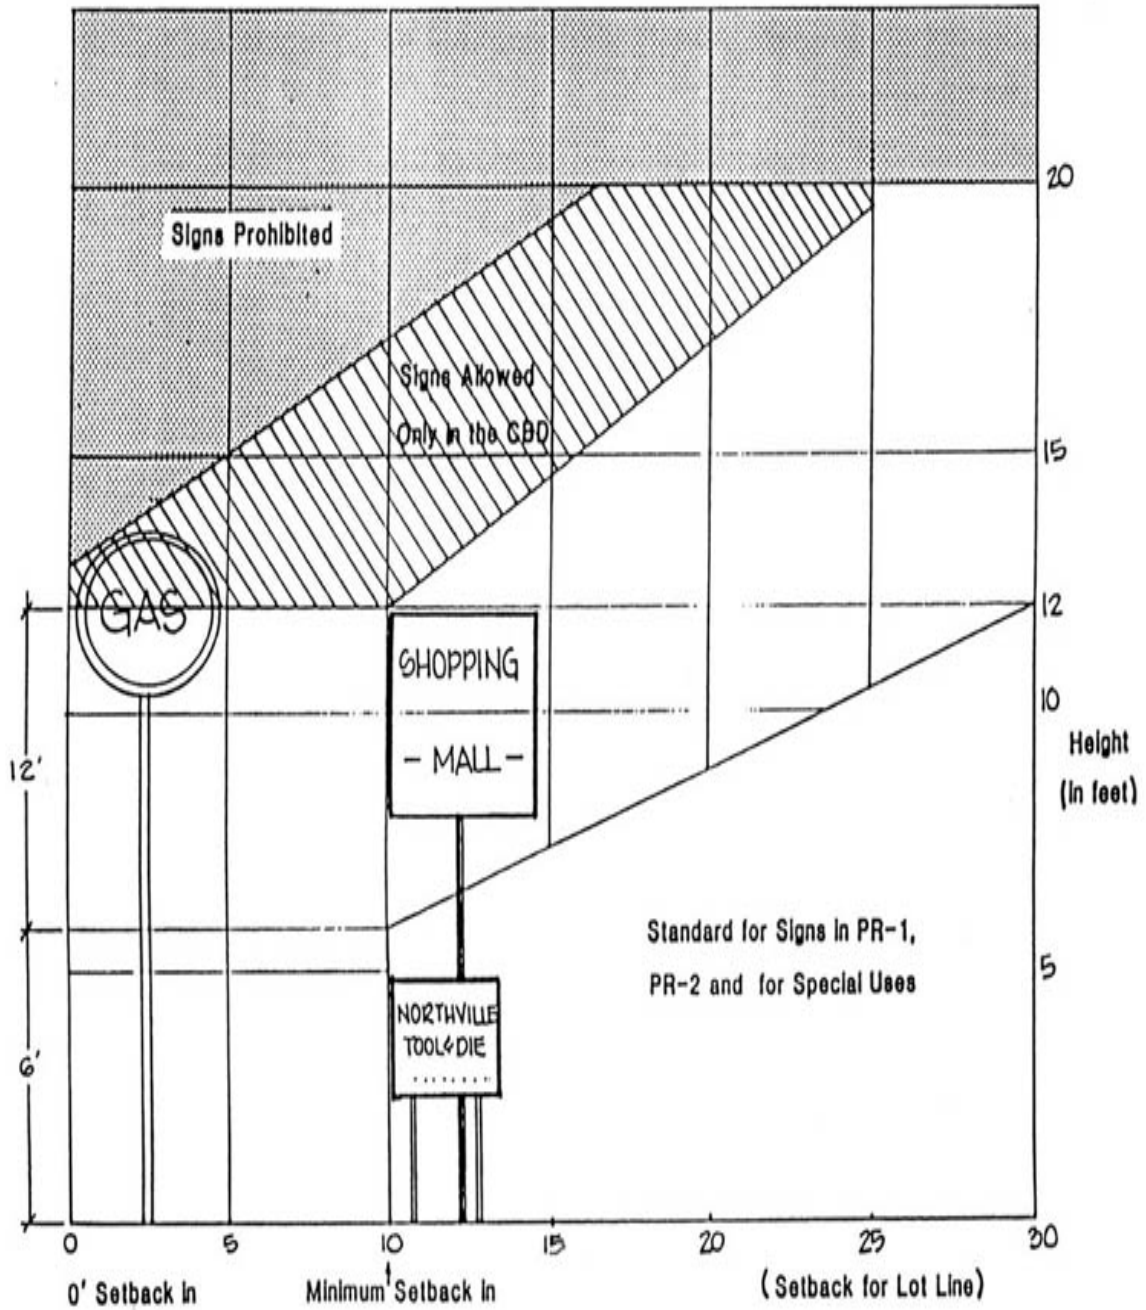 20
Signs Prohibited
Signs Allowed
Only in the CBD
15
GAS
12
SHOPPING
- MALL -
10
Height
(in feet)
12'
Standard for Signs in PR-1,
PR-2 and for Special Uses
5
NORTHVILLE
TOOL & DIE
6'
0 5 10 15 20 25 30
0' Setback in
Minimum Setback in
(Setback for Lot Line)